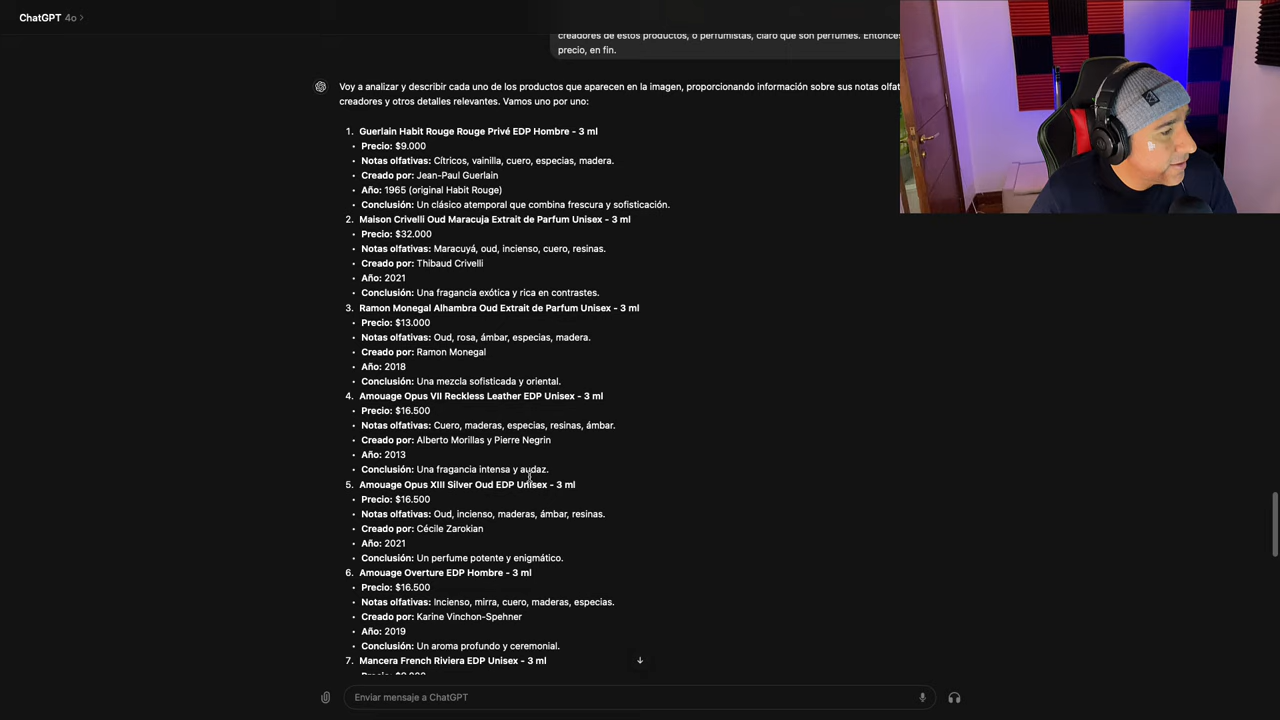 ChatGPT 4o >
creadores de estos productos, o perfumistas, claro que son perfumes. Entonces
precio, en fin.
Voy a analizar y describir cada uno de los productos que aparecen en la imagen, proporcionando información sobre sus notas olfat
creadores y otros detalles relevantes. Vamos uno por uno:
1. Guerlain Habit Rouge Rouge Privé EDP Hombre - 3 ml
• Precio: $9.000
• Notas olfativas: Cítricos, vainilla, cuero, especias, madera.
• Creado por: Jean-Paul Guerlain
• Año: 1965 (original Habit Rouge)
• Conclusión: Un clásico atemporal que combina frescura y sofisticación.
2. Maison Crivelli Oud Maracuja Extrait de Parfum Unisex - 3 ml
• Precio: $32.000
• Notas olfativas: Maracuyá, oud, incienso, cuero, resinas.
• Creado por: Thibaud Crivelli
• Año: 2021
• Conclusión: Una fragancia exótica y rica en contrastes.
3. Ramon Monegal Alhambra Oud Extrait de Parfum Unisex - 3 ml
• Precio: $13.000
• Notas olfativas: Oud, rosa, ámbar, especias, madera.
• Creado por: Ramon Monegal
• Año: 2018
• Conclusión: Una mezcla sofisticada y oriental.
4. Amouage Opus VII Reckless Leather EDP Unisex - 3 ml
• Precio: $16.500
• Notas olfativas: Cuero, maderas, especias, resinas, ámbar.
• Creado por: Alberto Morillas y Pierre Negrin
• Año: 2013
• Conclusión: Una fragancia intensa y audaz.
5. Amouage Opus XIII Silver Oud EDP Unisex - 3 ml
• Precio: $16.500
• Notas olfativas: Oud, incienso, maderas, ámbar, resinas.
• Creado por: Cécile Zarokian
• Año: 2021
• Conclusión: Un perfume potente y enigmático.
6. Amouage Overture EDP Hombre - 3 ml
• Precio: $16.500
• Notas olfativas: Incienso, mirra, cuero, maderas, especias.
• Creado por: Karine Vinchon-Spehner
• Año: 2019
• Conclusión: Un aroma profundo y ceremonial.
7. Mancera French Riviera EDP Unisex - 3 ml
Enviar mensaje a ChatGPT